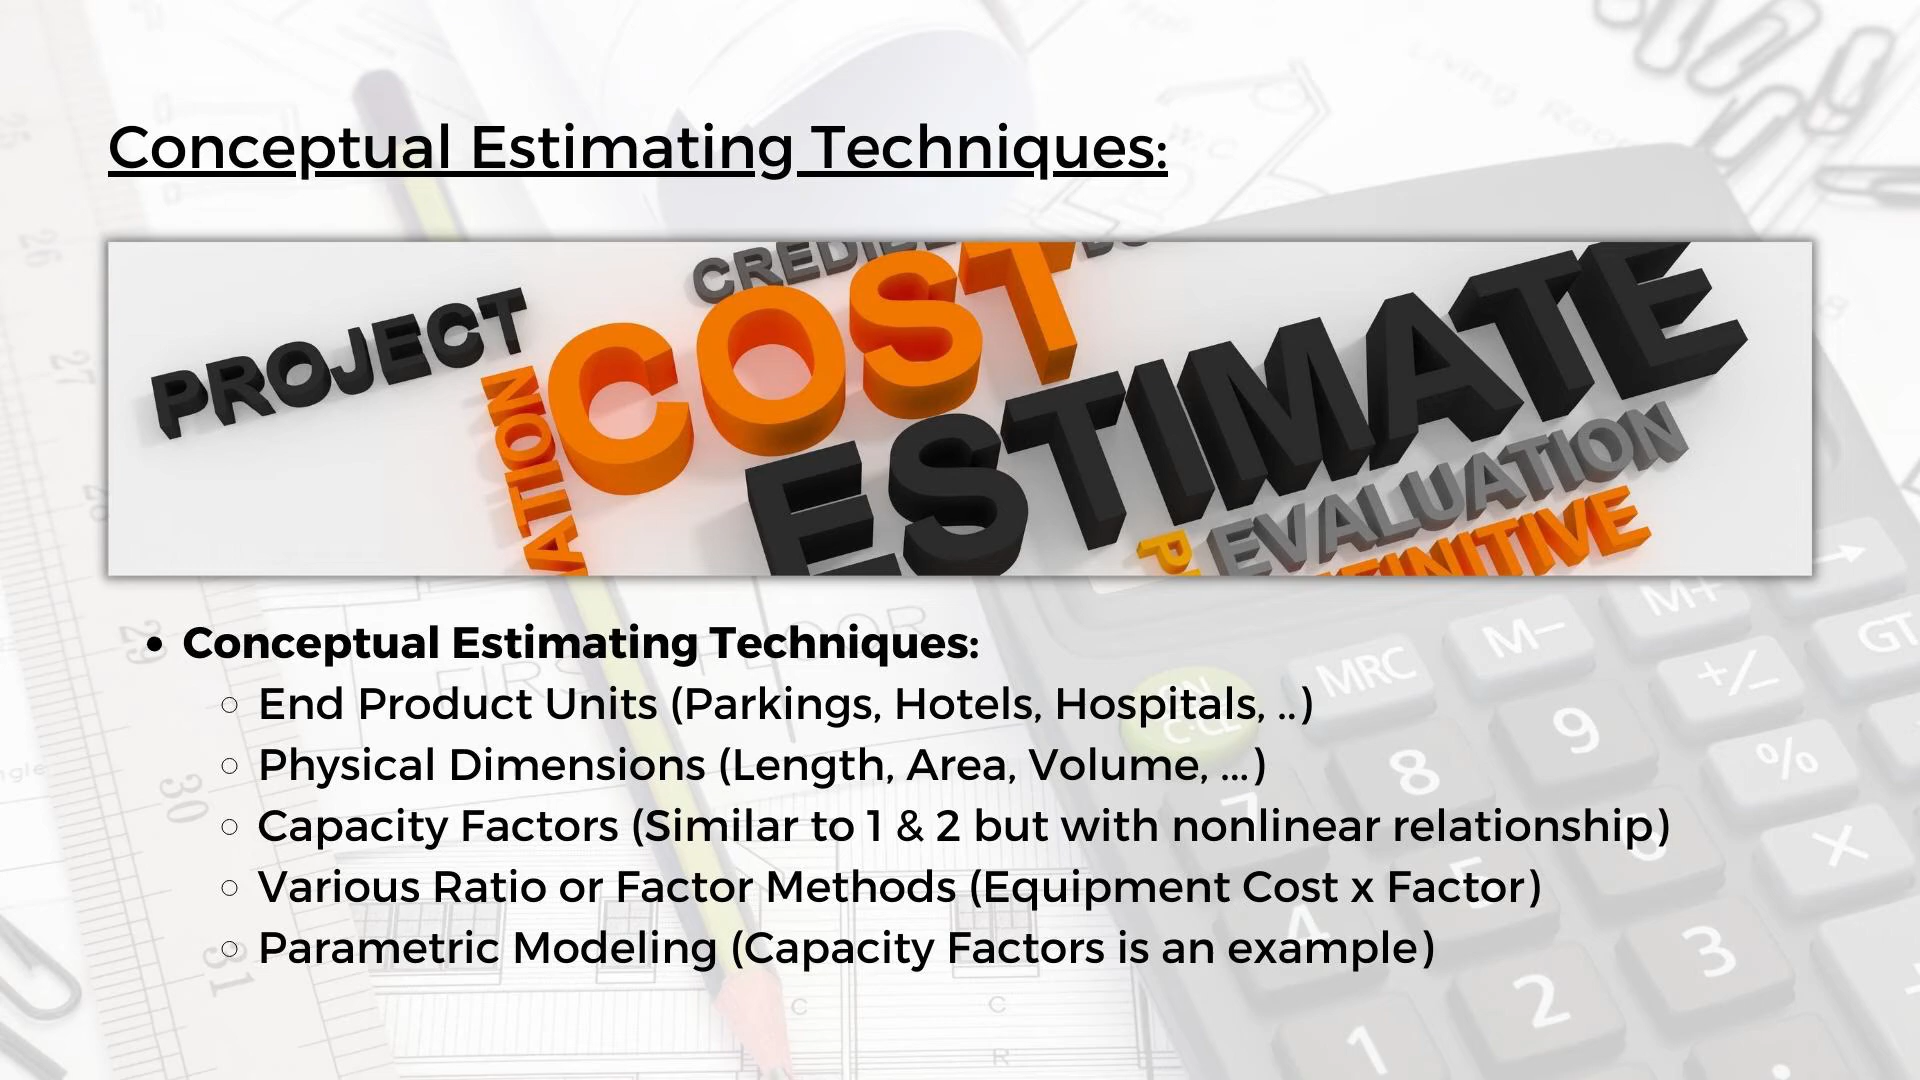 Conceptual Estimating Techniques:
PROJECT
COST
ESTIMATE
EVALUATION
• Conceptual Estimating Techniques:
○ End Product Units (Parkings, Hotels, Hospitals, ..)
○ Physical Dimensions (Length, Area, Volume, ...)
○ Capacity Factors (Similar to 1 & 2 but with nonlinear relationship)
○ Various Ratio or Factor Methods (Equipment Cost x Factor)
○ Parametric Modeling (Capacity Factors is an example)